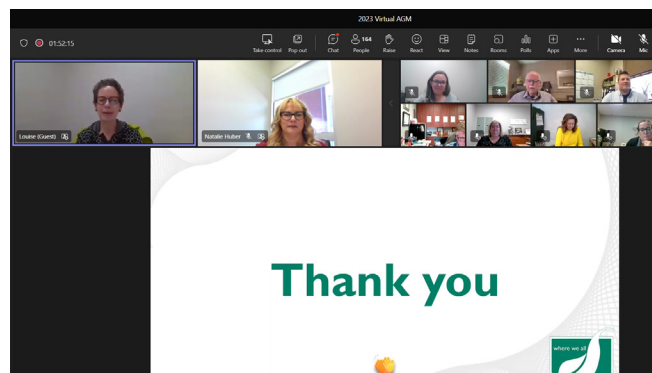 2023 Virtual AGM
01:52:15
Take control Pop out Chat 164 People Raise React View Notes Rooms Polls Apps More Camera Mic
Louise (Guest)
Natalie Huber
Thank you
where we all